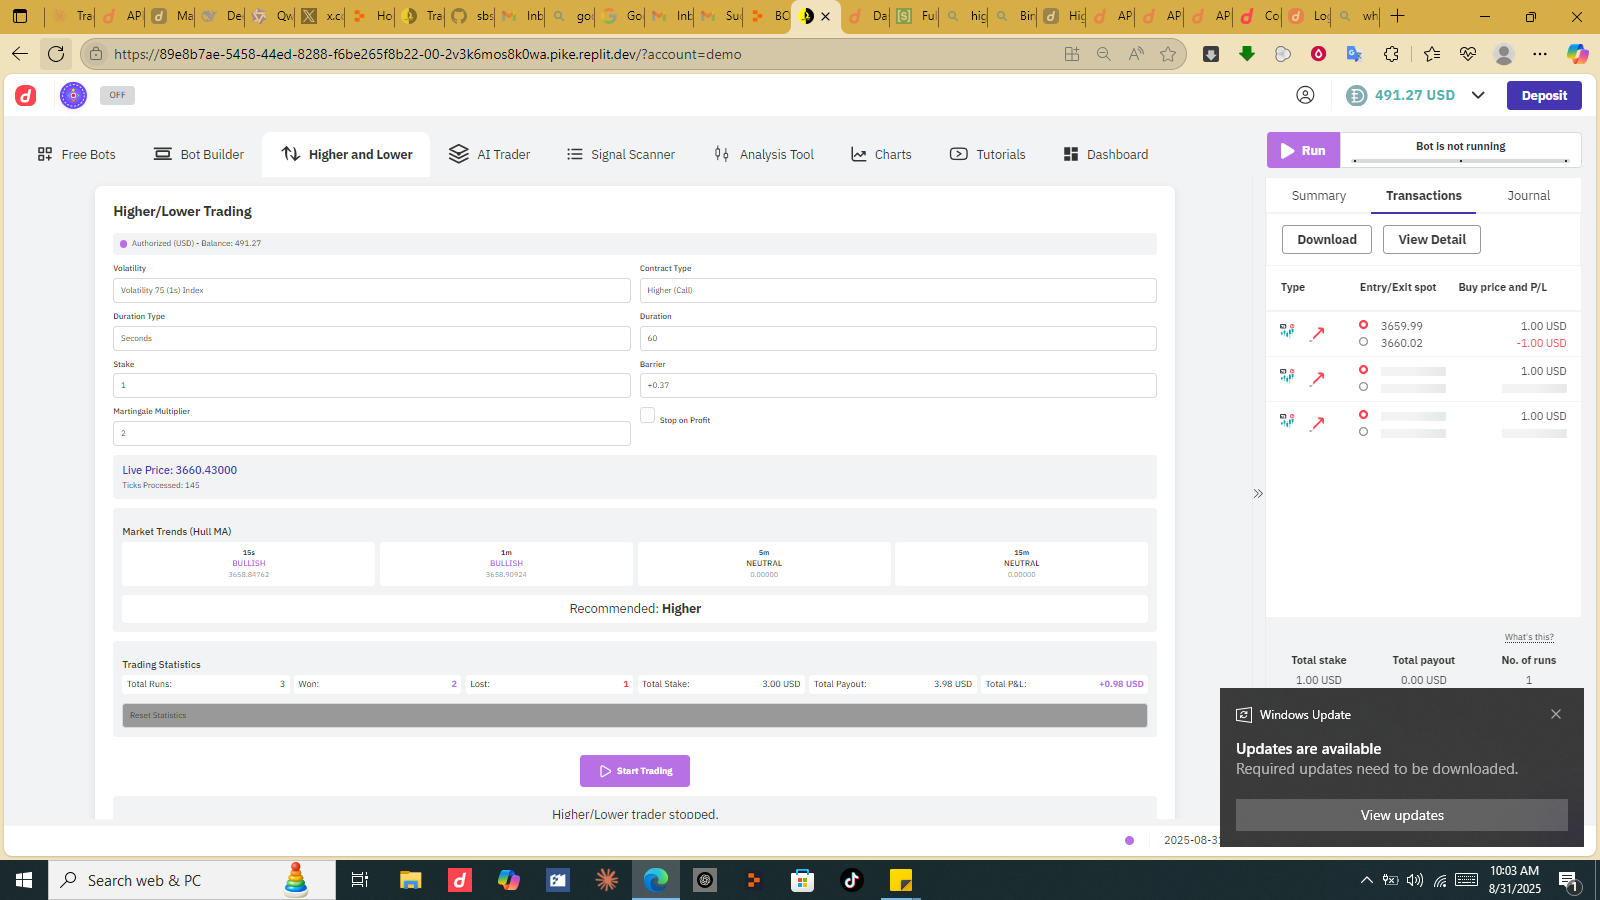 Tra
AP
Ma
De
Qw
x.c
Ho
Tra
sbs
Inb
goo
Go
Inb
Suc
BO
Da
Ful
hig
Bin
Hig
AP
AP
AP
Co
Log
wh
https://89e8b7ae-5458-44ed-8288-f6be265f8b22-00-2v3k6mos8k0wa.pike.replit.dev/?account=demo
OFF
491.27 USD
Deposit
Free Bots
Bot Builder
Higher and Lower
AI Trader
Signal Scanner
Analysis Tool
Charts
Tutorials
Dashboard
Run
Bot is not running
Higher/Lower Trading
Authorized (USD) - Balance: 491.27
Volatility
Contract Type
Volatility 75 (1s) Index
Higher (Call)
Duration Type
Duration
Seconds
60
Stake
Barrier
1
+0.37
Martingale Multiplier
2
Stop on Profit
Live Price: 3660.43000
Ticks Processed: 145
Market Trends (Hull MA)
15s
BULLISH
3658.84762
1m
BULLISH
3658.90924
5m
NEUTRAL
0.00000
15m
NEUTRAL
0.00000
Recommended: Higher
Trading Statistics
Total Runs: 3
Won: 2
Lost: 1
Total Stake: 3.00 USD
Total Payout: 3.98 USD
Total P&L: +0.98 USD
Reset Statistics
Start Trading
Higher/Lower trader stopped.
Summary
Transactions
Journal
Download
View Detail
Type
Entry/Exit spot
Buy price and P/L
3659.99
1.00 USD
3660.02
-1.00 USD
1.00 USD
1.00 USD
What's this?
Total stake
Total payout
No. of runs
1.00 USD
0.00 USD
1
Windows Update
Updates are available
Required updates need to be downloaded.
View updates
2025-08-31
Search web & PC
10:03 AM
8/31/2025
1